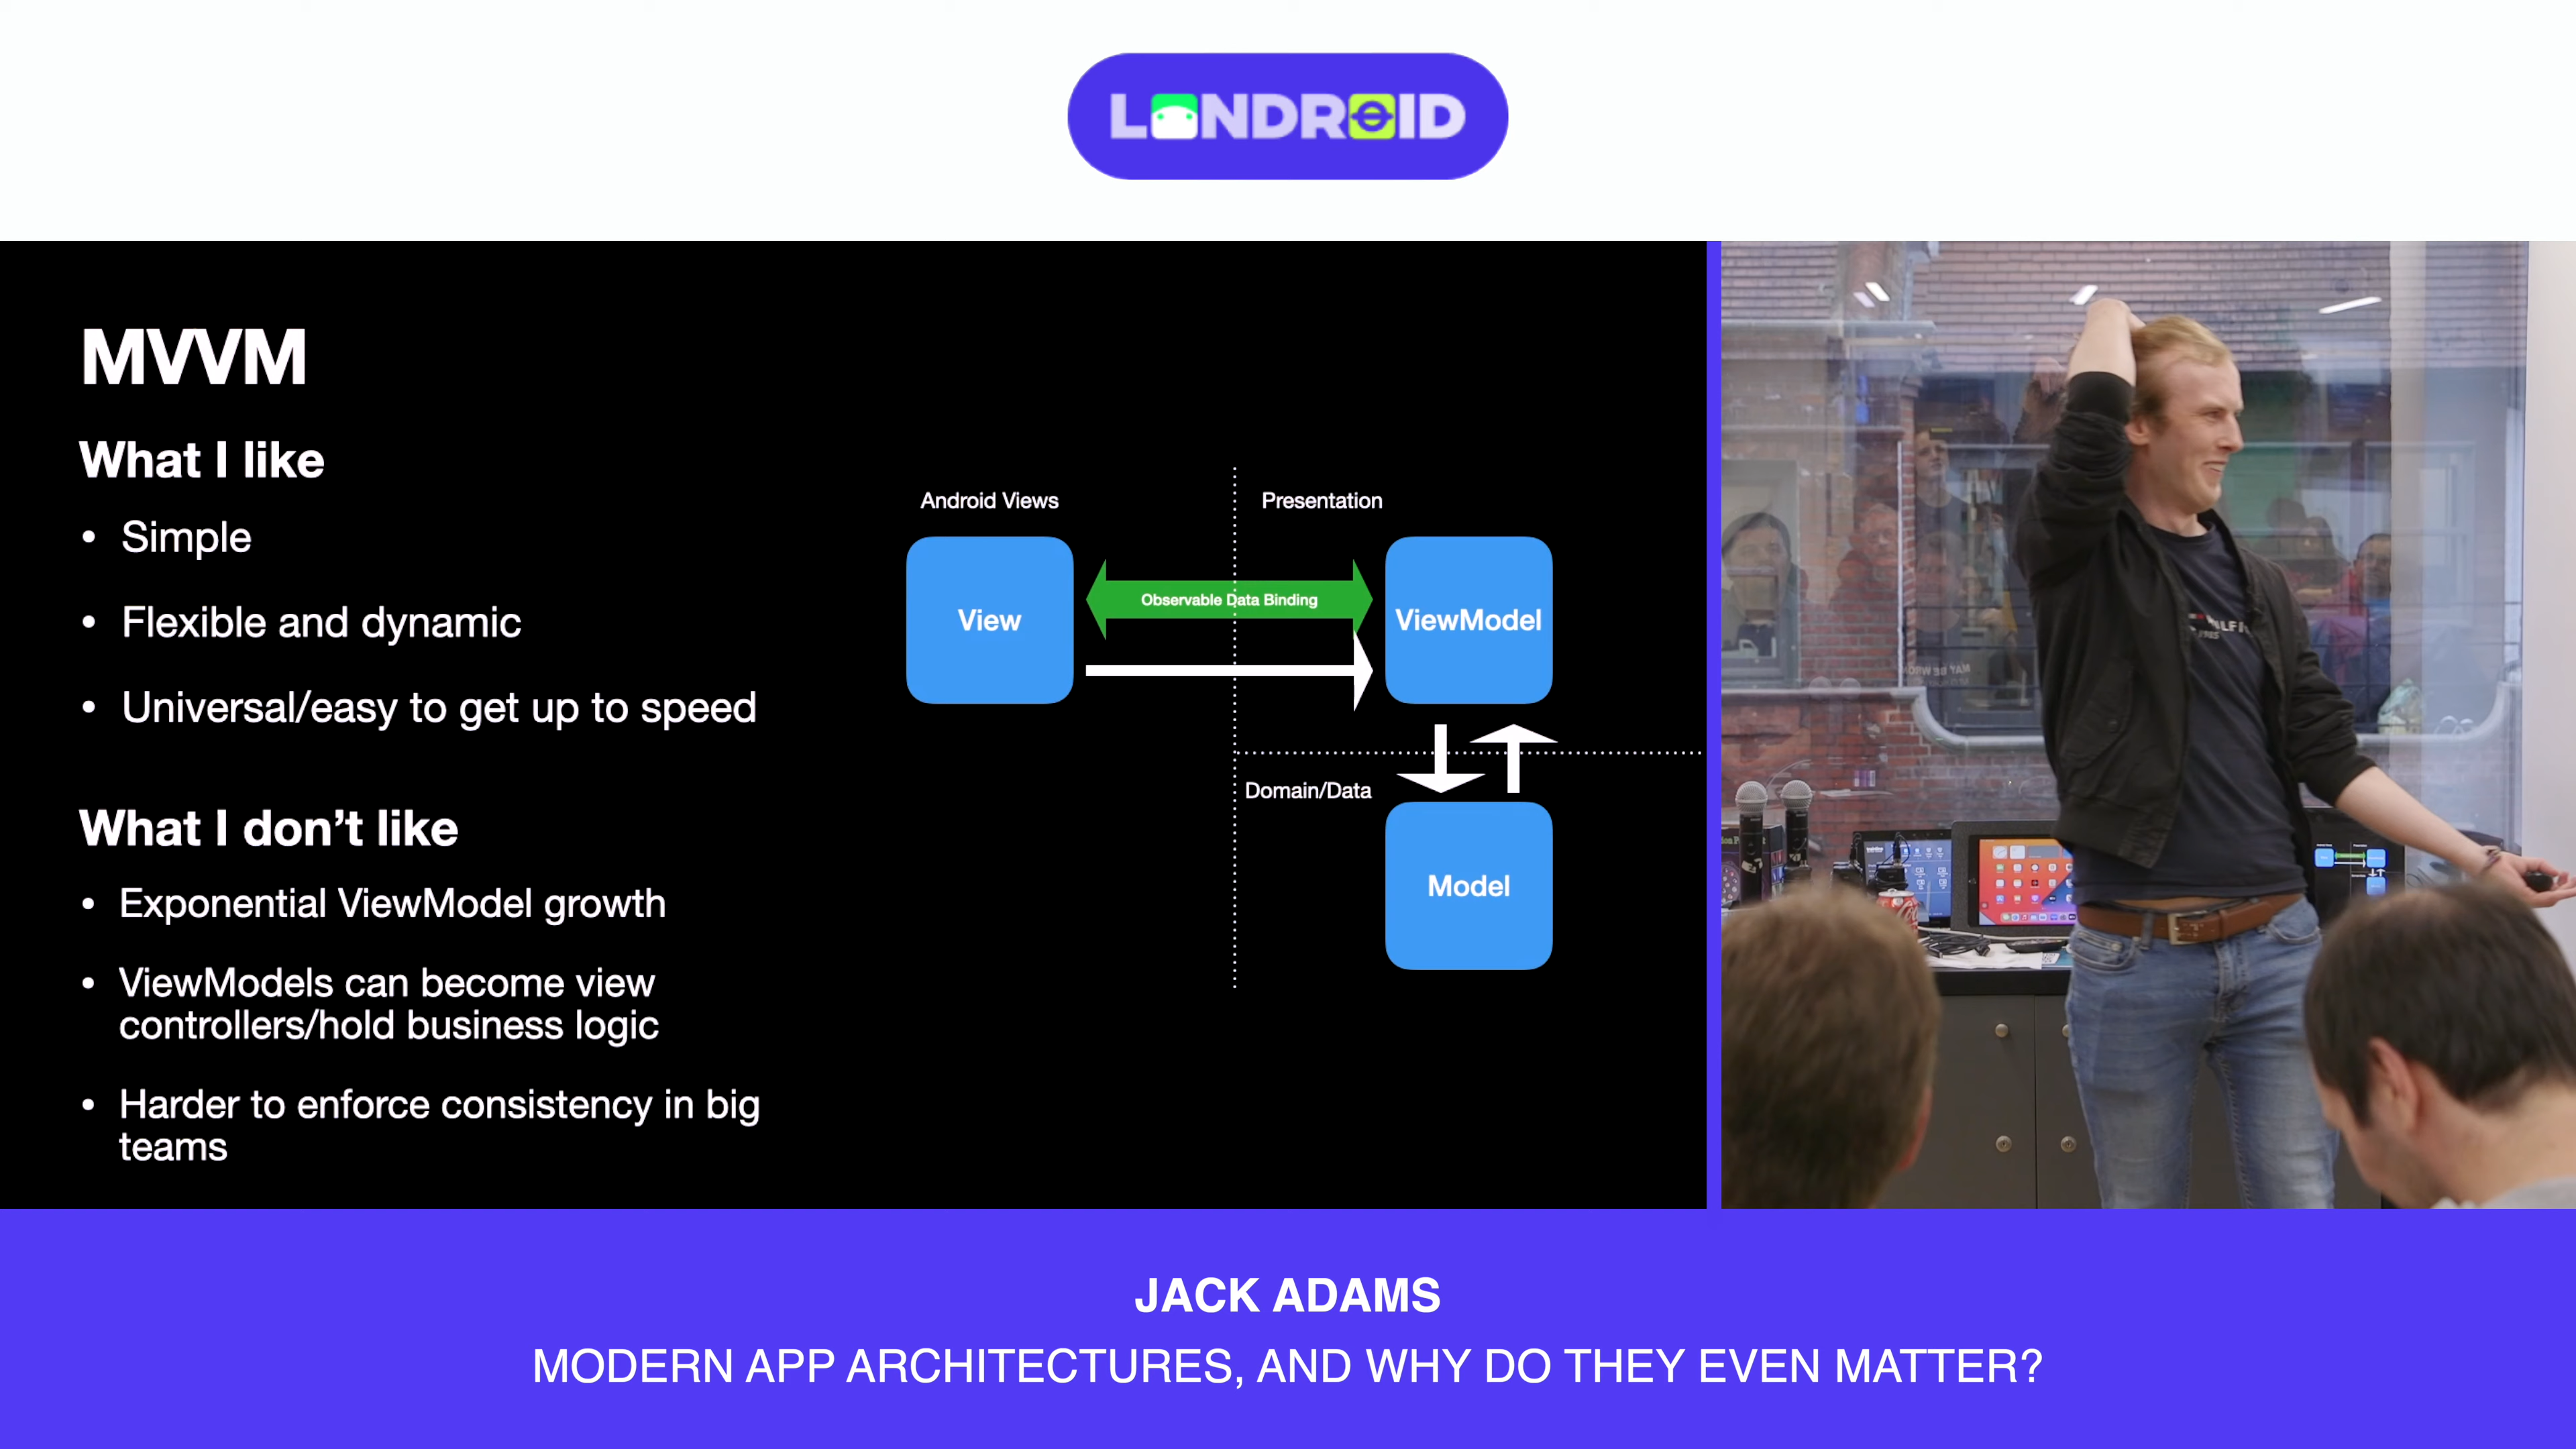 LONDROID
MVVM
What I like
• Simple
• Flexible and dynamic
• Universal/easy to get up to speed
What I don’t like
• Exponential ViewModel growth
• ViewModels can become view
controllers/hold business logic
• Harder to enforce consistency in big
teams
Android Views
Presentation
View
Observable Data Binding
ViewModel
Domain/Data
Model
1985
JACK ADAMS
MODERN APP ARCHITECTURES, AND WHY DO THEY EVEN MATTER?